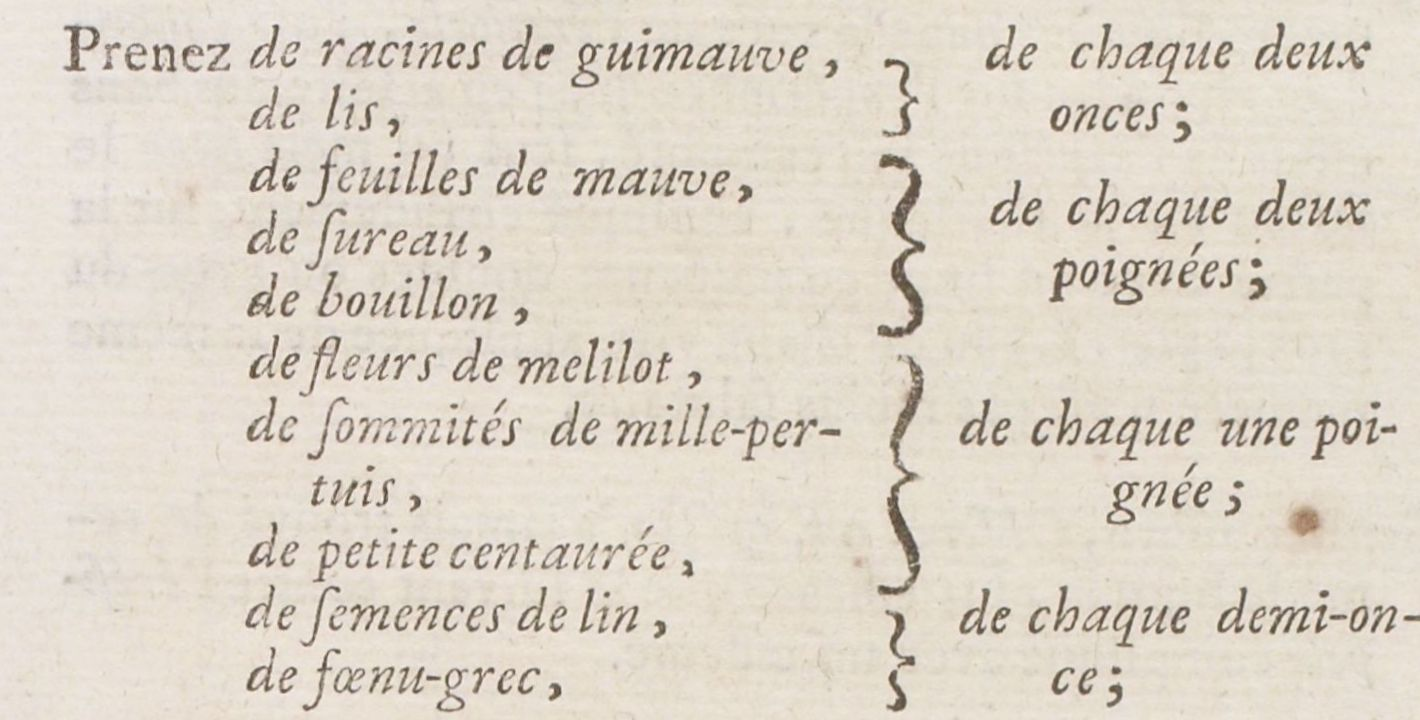 Prenez de racines de guimauve, de chaque deux
de lis, onces;
de feuilles de mauve,
de ſureau, de chaque deux
de bouillon, poignées;
de fleurs de melilot,
de ſommités de mille-per- de chaque une poi-
tuis, gnée;
de petite centaurée,
de ſemences de lin, de chaque demi-on-
de fœnu-grec, ce;